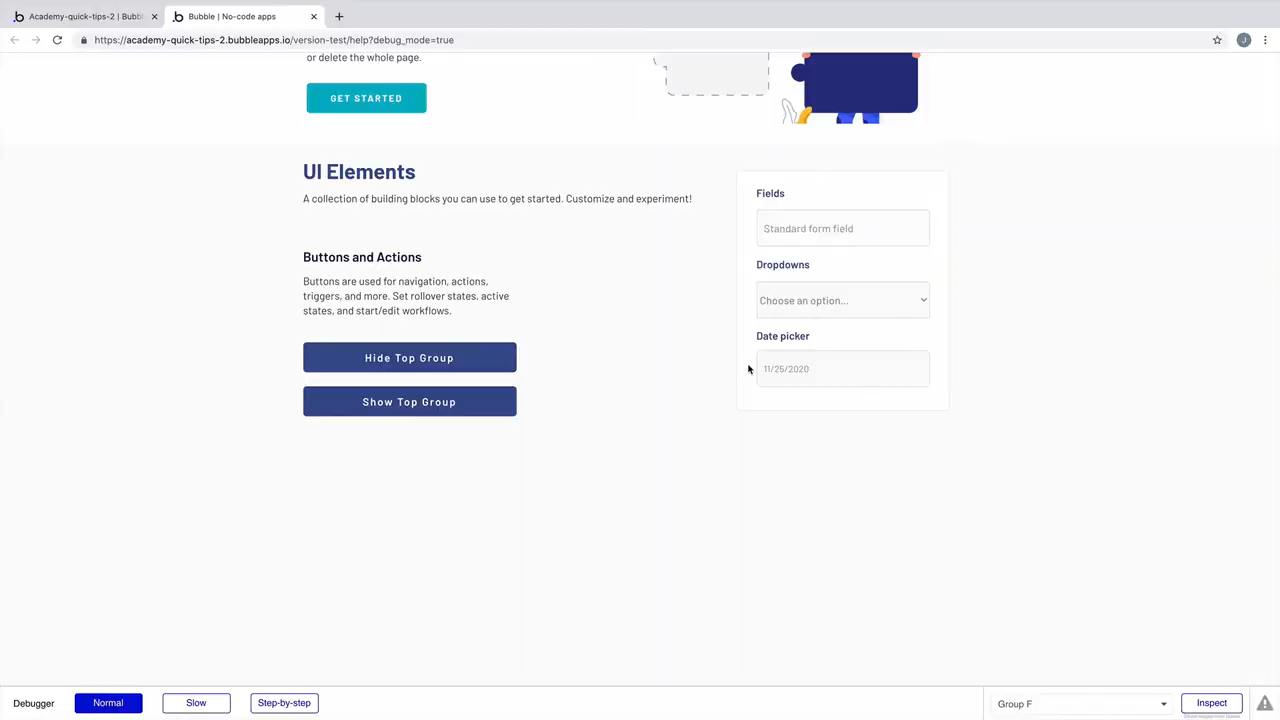 Academy-quick-tips-2 | Bubb
Bubble | No-code apps
https://academy-quick-tips-2.bubbleapps.io/version-test/help?debug_mode=true
J
or delete the whole page.
GET STARTED
UI Elements
A collection of building blocks you can use to get started. Customize and experiment!
Buttons and Actions
Buttons are used for navigation, actions,
triggers, and more. Set rollover states, active
states, and start/edit workflows.
Hide Top Group
Show Top Group
Fields
Standard form field
Dropdowns
Choose an option...
Date picker
11/25/2020
Debugger
Normal
Slow
Step-by-step
Group F
Inspect